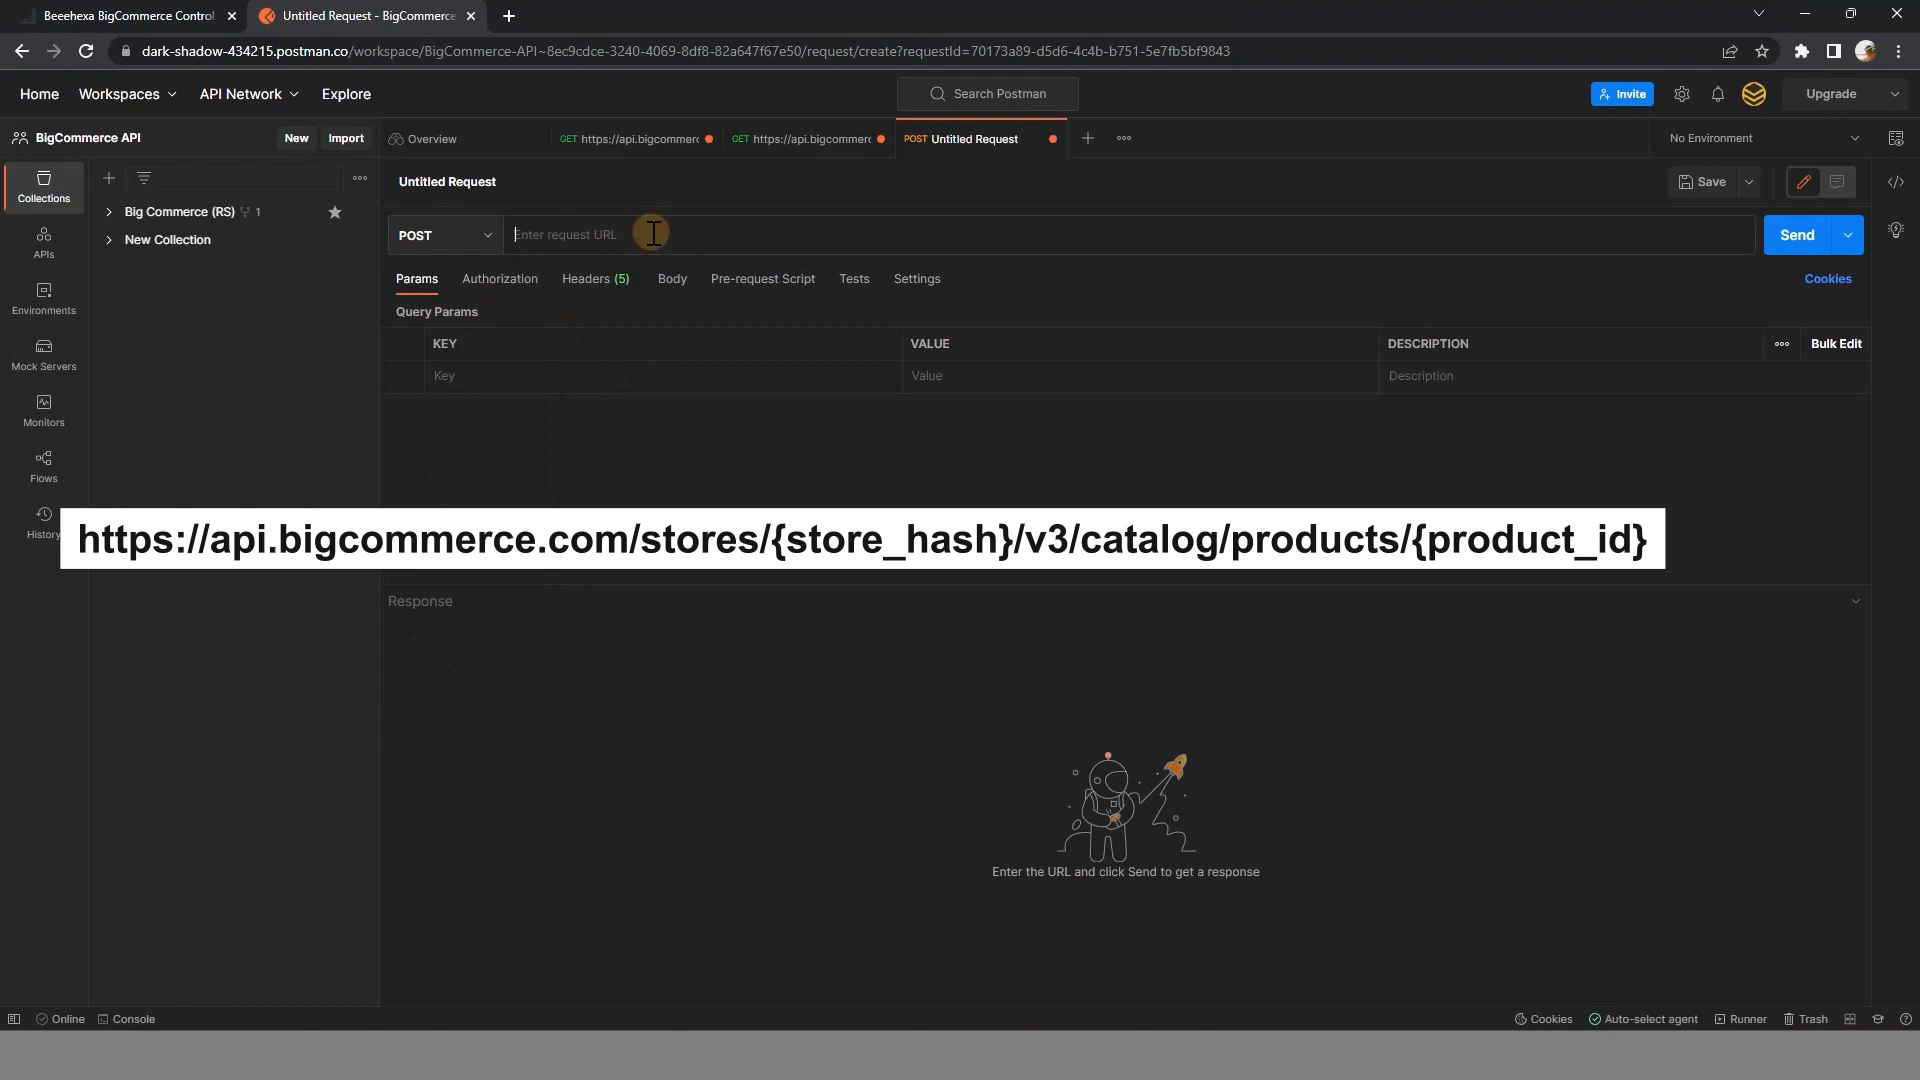 Beeehexa BigCommerce Control
Untitled Request - BigCommerce
dark-shadow-434215.postman.co/workspace/BigCommerce-API~8ec9cdce-3240-4069-8df8-82a647f67e50/request/create?requestId=70173a89-d5d6-4c4b-b751-5e7fb5bf9843
Home Workspaces API Network Explore
Search Postman
Invite
Upgrade
BigCommerce API
New Import
Overview
GET https://api.bigcommerc
GET https://api.bigcommerc
POST Untitled Request
No Environment
Collections
APIs
Environments
Mock Servers
Monitors
Flows
History
Big Commerce (RS) 1
New Collection
Untitled Request
Save
POST
Enter request URL
Send
Params Authorization Headers (5) Body Pre-request Script Tests Settings
Cookies
Query Params
KEY VALUE DESCRIPTION
Bulk Edit
Key Value Description
https://api.bigcommerce.com/stores/{store_hash}/v3/catalog/products/{product_id}
Response
Enter the URL and click Send to get a response
Online Console
Cookies Auto-select agent Runner Trash